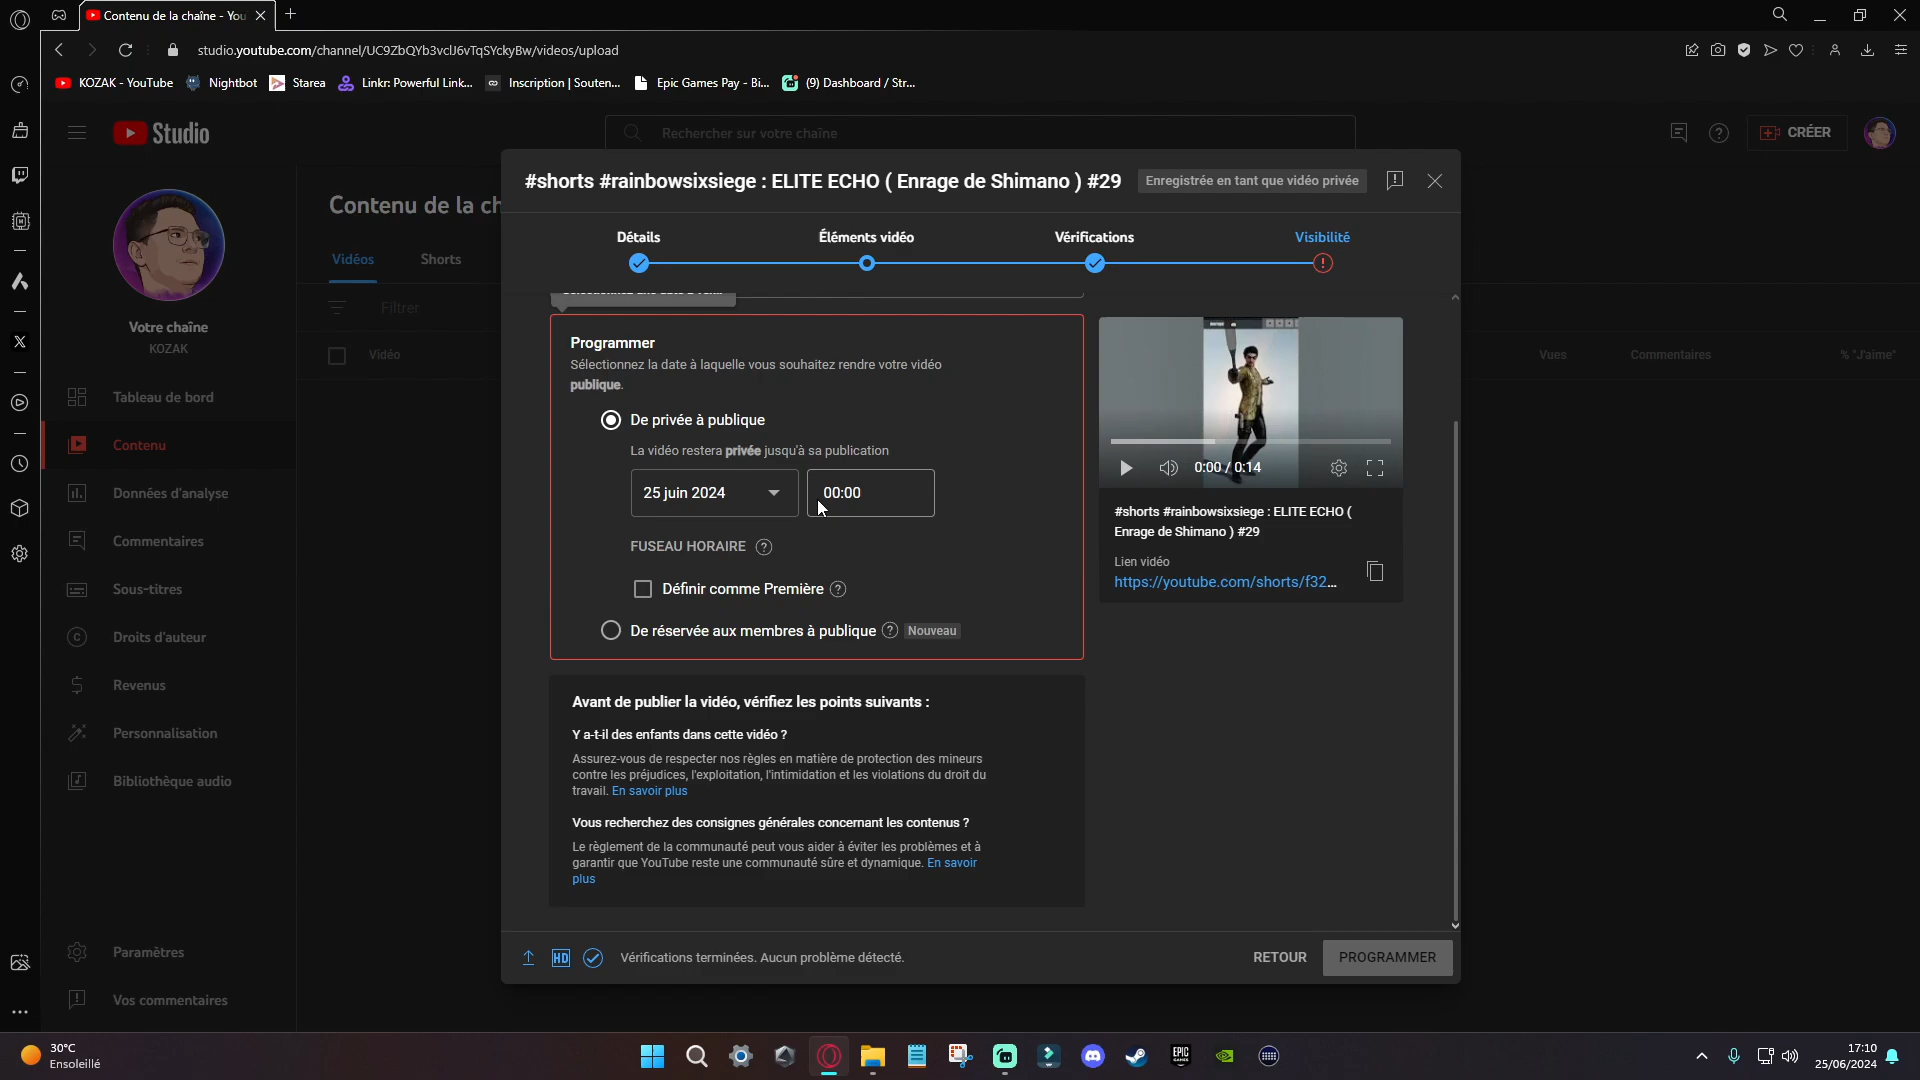 Contenu de la chaîne - You
studio.youtube.com/channel/UC9ZbQYb3vclJ6vTqSYckyBw/videos/upload
KOZAK - YouTube
Nightbot
Starea
Linkr: Powerful Link...
Inscription | Souten...
Epic Games Pay - Bi...
(9) Dashboard / Str...
Studio
Rechercher sur votre chaîne
CRÉER
#shorts #rainbowsixsiege : ELITE ECHO ( Enrage de Shimano ) #29
Enregistrée en tant que vidéo privée
Contenu de la ch
Détails
Éléments vidéo
Vérifications
Visibilité
Vidéos
Shorts
Filtrer
Votre chaîne
KOZAK
Vidéo
Vues
Commentaires
% "J'aime"
Programmer
Sélectionnez la date à laquelle vous souhaitez rendre votre vidéo
publique.
De privée à publique
La vidéo restera privée jusqu'à sa publication
25 juin 2024
00:00
FUSEAU HORAIRE
Définir comme Première
De réservée aux membres à publique
Nouveau
0:00 / 0:14
#shorts #rainbowsixsiege : ELITE ECHO (
Enrage de Shimano ) #29
Lien vidéo
https://youtube.com/shorts/f32...
Tableau de bord
Contenu
Données d'analyse
Commentaires
Sous-titres
Droits d'auteur
Revenus
Personnalisation
Bibliothèque audio
Paramètres
Vos commentaires
Avant de publier la vidéo, vérifiez les points suivants :
Y a-t-il des enfants dans cette vidéo ?
Assurez-vous de respecter nos règles en matière de protection des mineurs
contre les préjudices, l'exploitation, l'intimidation et les violations du droit du
travail. En savoir plus
Vous recherchez des consignes générales concernant les contenus ?
Le règlement de la communauté peut vous aider à éviter les problèmes et à
garantir que YouTube reste une communauté sûre et dynamique. En savoir
plus
HD
Vérifications terminées. Aucun problème détecté.
RETOUR
PROGRAMMER
30°C
Ensoleillé
EPIC
GAMES
17:10
25/06/2024